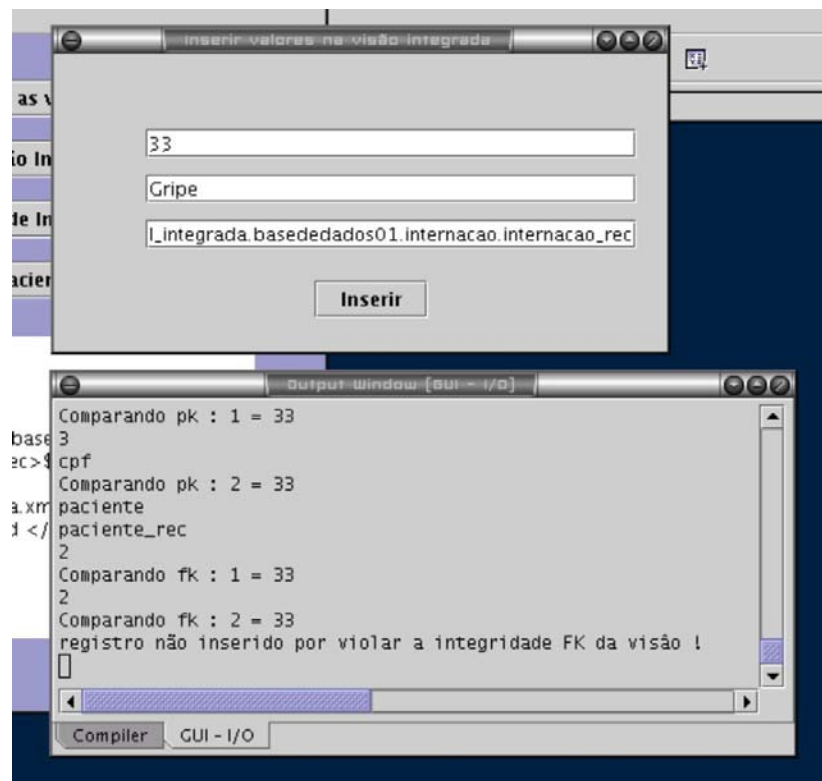 Inserir valores na visão integrada
33
Gripe
l_integrada.basededados01.internacao.internacao_rec
Inserir
as v
ão In
de In
acien
base
ec>$
a.xm
d </
Output Window [GUI - I/O]
Comparando pk : 1 = 33
3
cpf
Comparando pk : 2 = 33
paciente
paciente_rec
2
Comparando fk : 1 = 33
2
Comparando fk : 2 = 33
registro não inserido por violar a integridade FK da visão !
Compiler
GUI - I/O